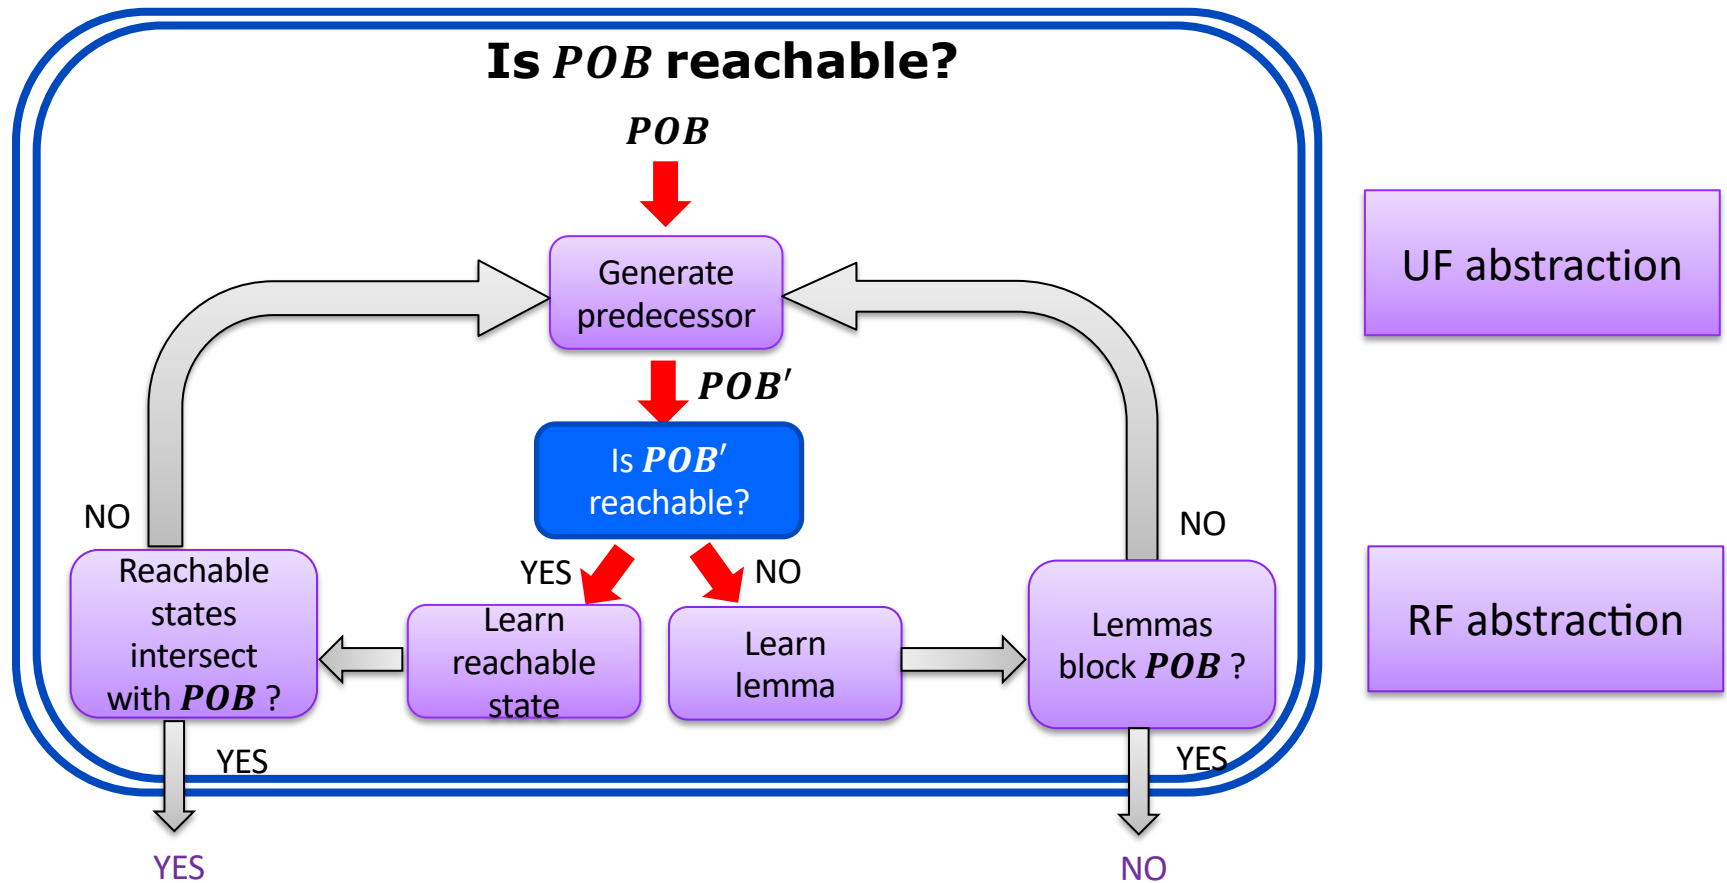 Is POB reachable?
POB
Generate
predecessor
UF abstraction
POB′
Is POB′
reachable?
NO
NO
YES
NO
Reachable
states
intersect
with POB ?
Learn
reachable
state
Learn
lemma
Lemmas
block POB ?
RF abstraction
YES
YES
YES
NO